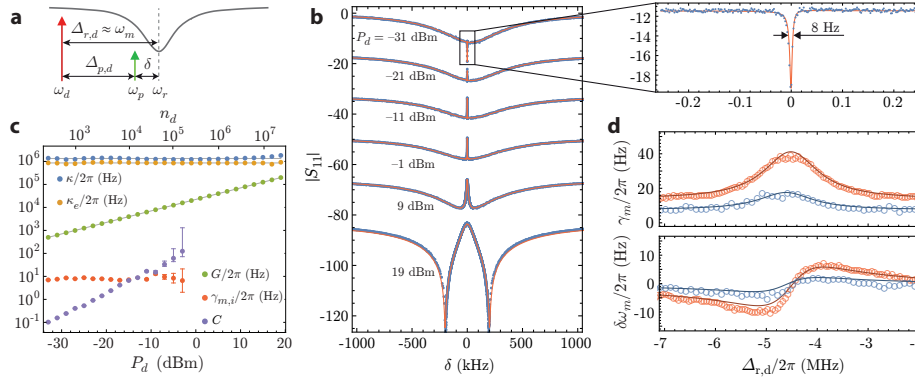 a
Δr,d ≈ ωm
Δp,d
δ
ωd
ωp
ωr
b
0
−20
−40
−60
−80
−100
−120
|S11|
Pd = −31 dBm
−21 dBm
−11 dBm
−1 dBm
9 dBm
19 dBm
-1000
-500
0
500
1000
δ (kHz)
-12
-14
-16
-18
8 Hz
-0.2
-0.1
0
0.1
0.2
c
nd
10³
10⁴
10⁵
10⁶
10⁷
10⁶
10⁵
10⁴
10³
10²
10¹
10⁰
10⁻¹
κ/2π (Hz)
κe/2π (Hz)
G/2π (Hz)
γm,i/2π (Hz)
C
-30
-20
-10
0
10
20
Pd (dBm)
d
γm/2π (Hz)
40
20
0
δωm/2π (Hz)
10
0
-10
-7
-6
-5
-4
-3
-2
Δr,d/2π (MHz)